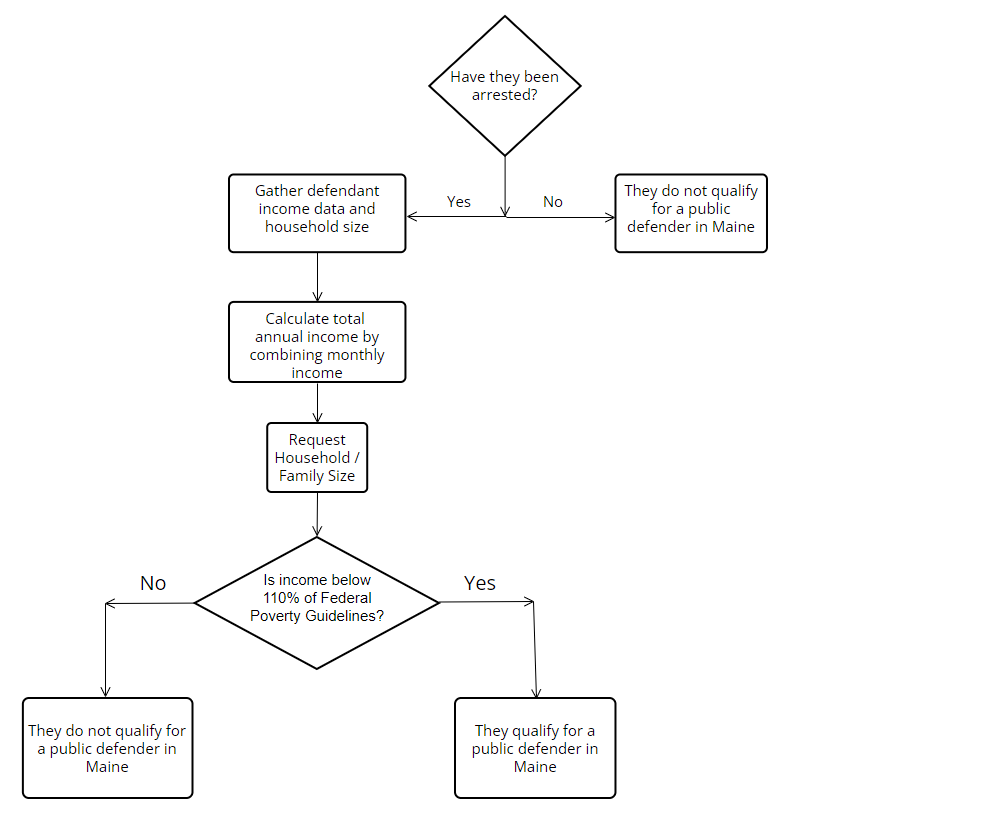 Have they been
arrested?
Yes
No
Gather defendant
income data and
household size
They do not qualify
for a public
defender in Maine
Calculate total
annual income by
combining monthly
income
Request
Household /
Family Size
Is income below
110% of Federal
Poverty Guidelines?
No
Yes
They do not qualify for
a public defender in
Maine
They qualify for a
public defender in
Maine